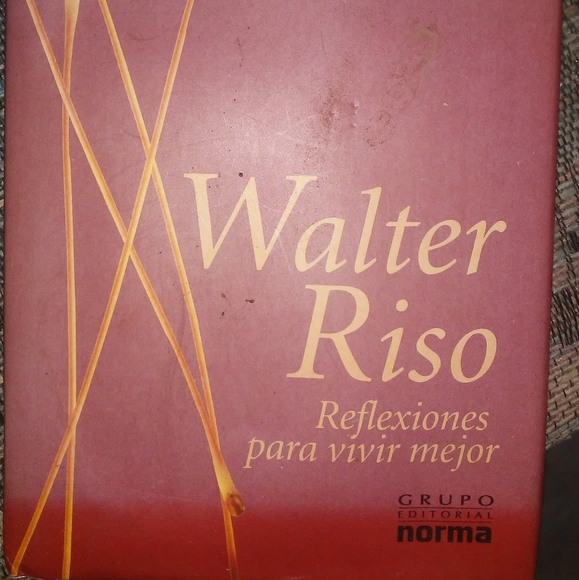 Walter
Riso
Reflexiones
para vivir mejor
GRUPO
EDITORIAL
norma